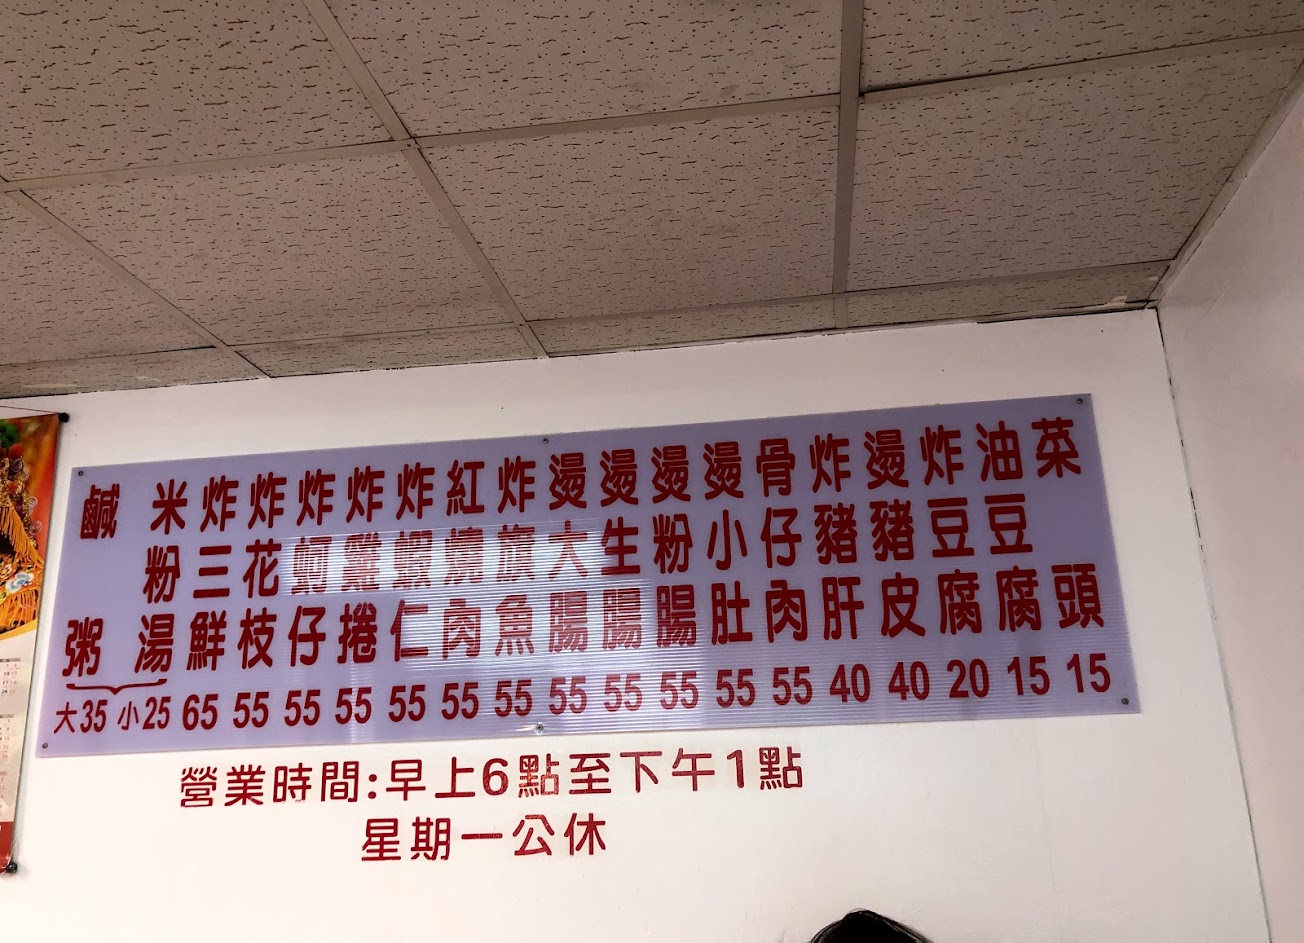 鹹粥
米粉湯
大35 小25
炸三鮮 65
炸花枝 55
炸蚵仔 55
炸雞捲 55
炸蝦仁 55
紅燒肉 55
炸旗魚 55
燙大腸 55
燙生腸 55
燙粉腸 55
燙小肚 55
骨仔肉 55
炸豬肝 40
燙豬皮 40
炸豆腐 20
油豆腐 15
菜頭 15
營業時間:早上6點至下午1點
星期一公休